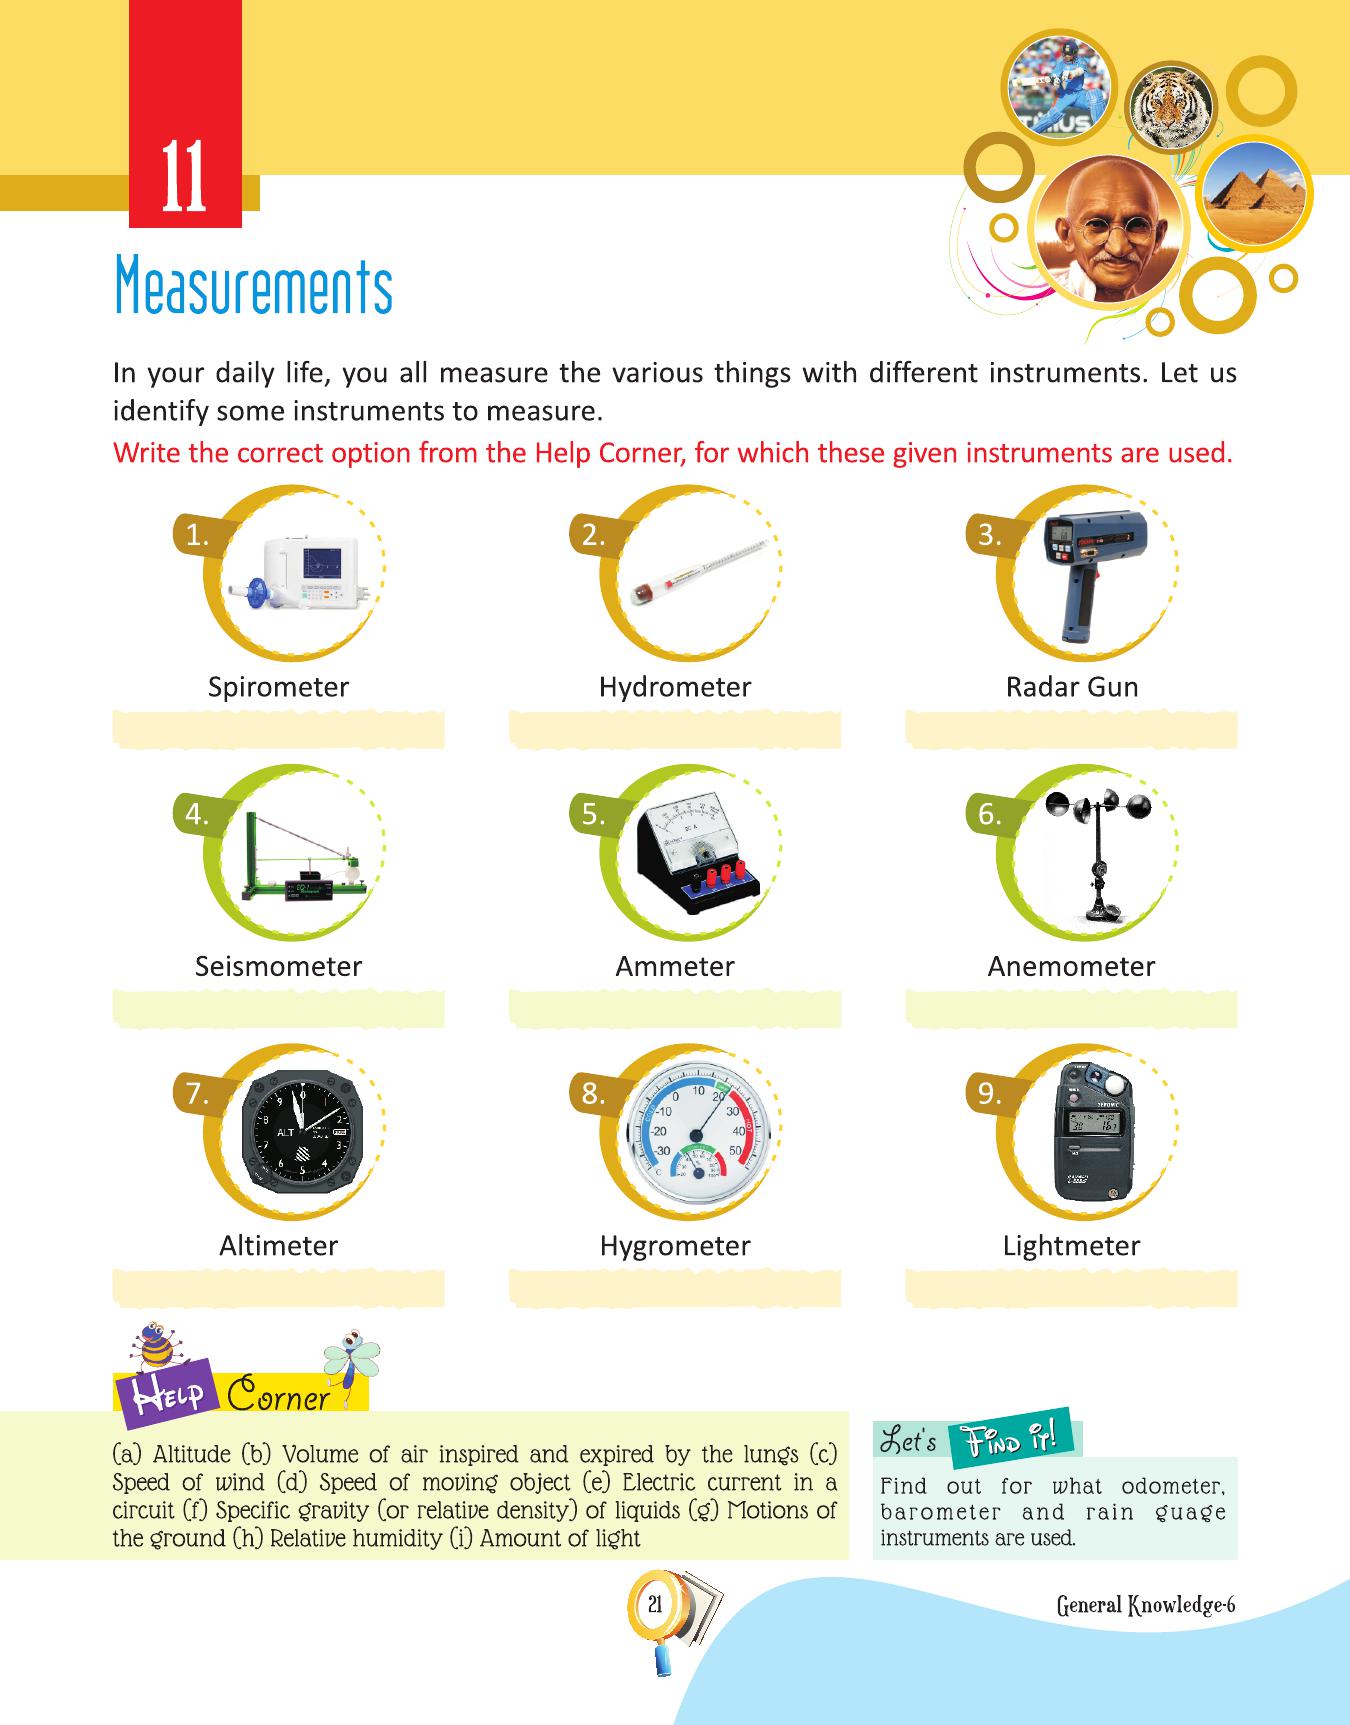 11
Measurements
In your daily life, you all measure the various things with different instruments. Let us
identify some instruments to measure.
Write the correct option from the Help Corner, for which these given instruments are used.
1.
2.
3.
Spirometer
Hydrometer
Radar Gun
4.
5.
6.
Seismometer
Ammeter
Anemometer
7.
8.
9.
ALT
Altimeter
Hygrometer
Lightmeter
Help Corner
(a) Altitude (b) Volume of air inspired and expired by the lungs (c)
Speed of wind (d) Speed of moving object (e) Electric current in a
circuit (f) Specific gravity (or relative density) of liquids (g) Motions of
the ground (h) Relative humidity (i) Amount of light
Let's Find it!
Find out for what odometer,
barometer and rain guage
instruments are used.
21
General Knowledge-6